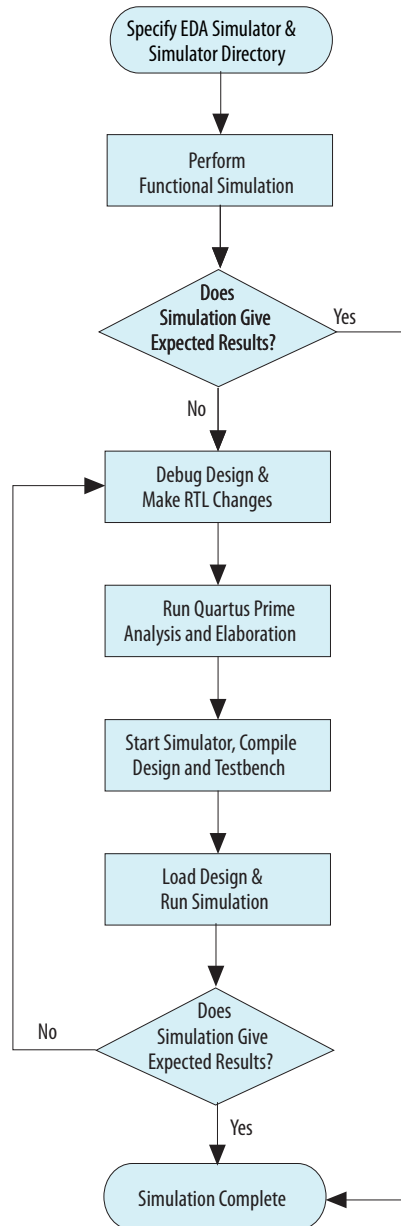 Specify EDA Simulator &
Simulator Directory
Perform
Functional Simulation
Does
Simulation Give
Expected Results?
Yes
No
Debug Design &
Make RTL Changes
Run Quartus Prime
Analysis and Elaboration
Start Simulator, Compile
Design and Testbench
Load Design &
Run Simulation
Does
Simulation Give
Expected Results?
No
Yes
Simulation Complete